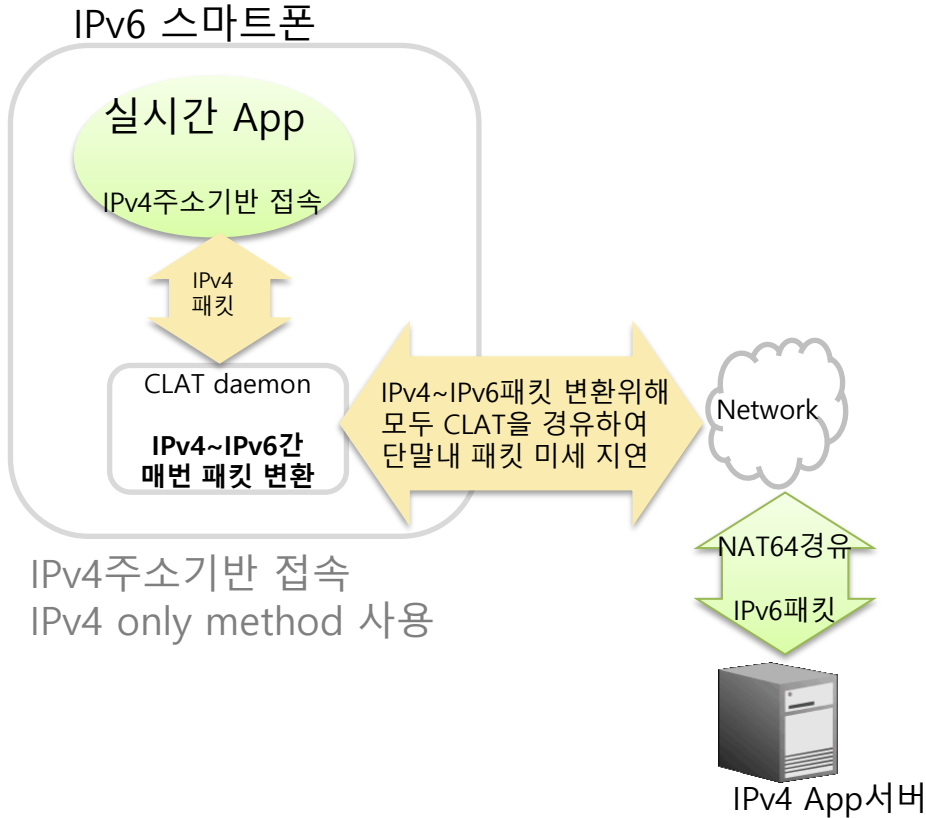 IPv6 스마트폰
실시간 App
IPv4주소기반 접속
IPv4
패킷
CLAT daemon
IPv4~IPv6간
매번 패킷 변환
IPv4~IPv6패킷 변환위해
모두 CLAT을 경유하여
단말내 패킷 미세 지연
Network
NAT64경유
IPv6패킷
IPv4주소기반 접속
IPv4 only method 사용
IPv4 App서버